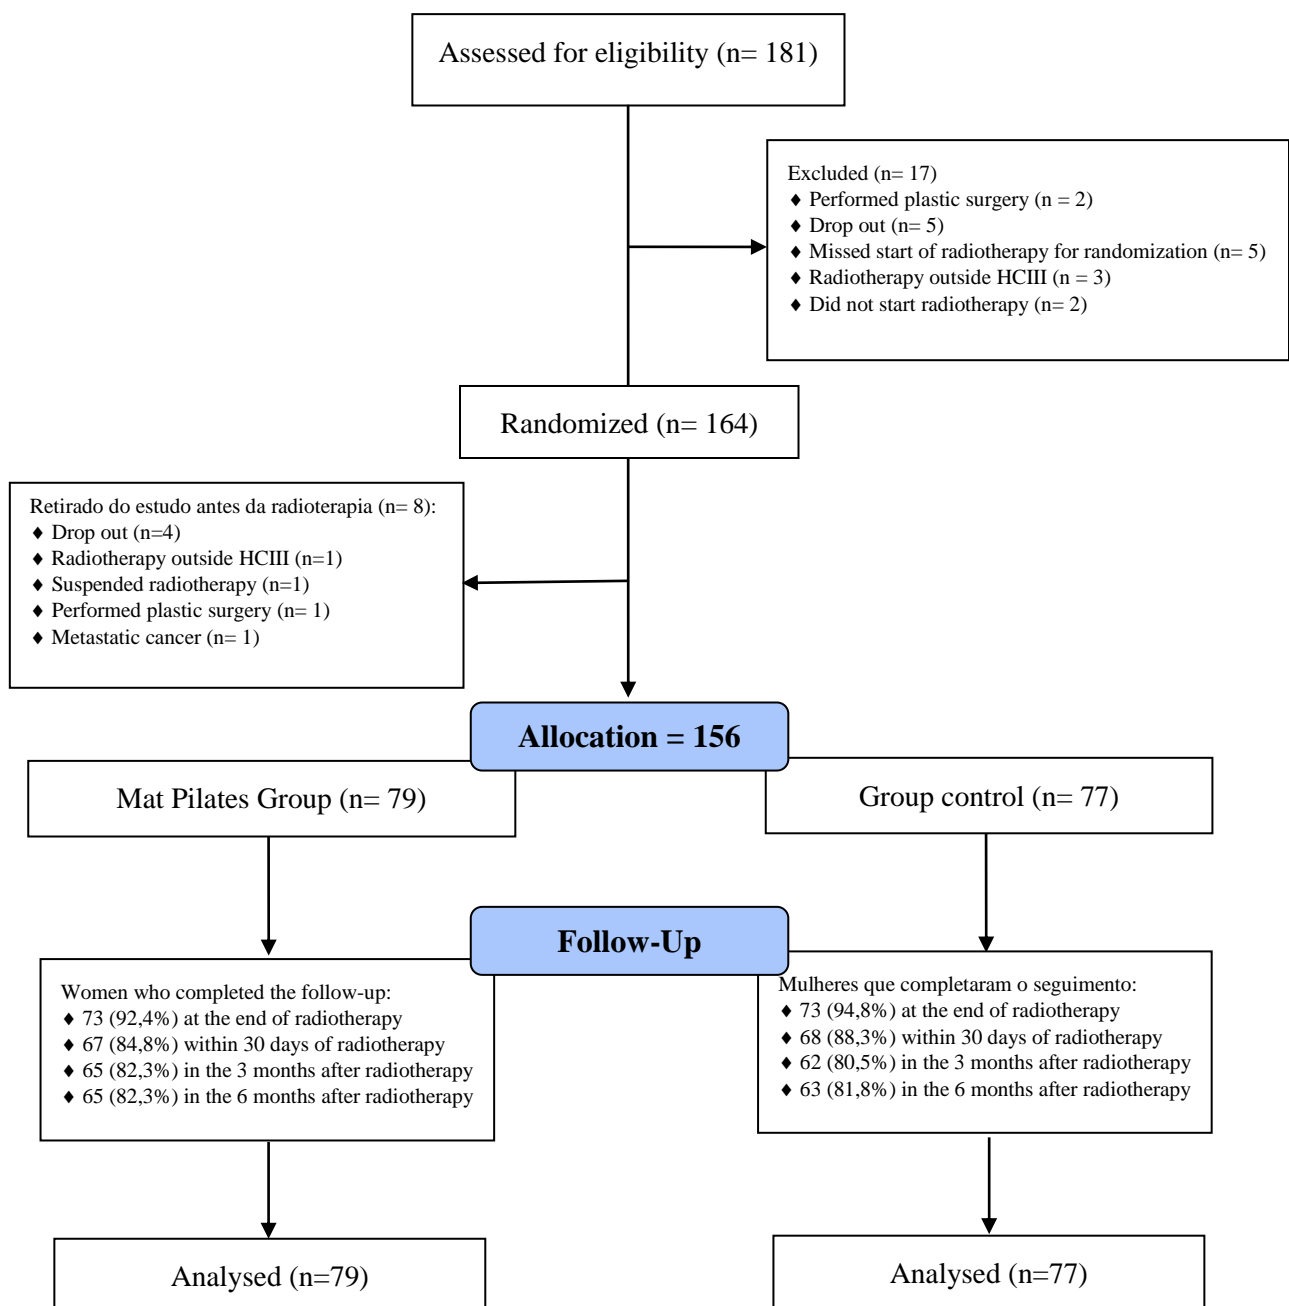 Assessed for eligibility (n= 181)
Excluded (n= 17)
♦ Performed plastic surgery (n = 2)
♦ Drop out (n= 5)
♦ Missed start of radiotherapy for randomization (n= 5)
♦ Radiotherapy outside HCIII (n = 3)
♦ Did not start radiotherapy (n= 2)
Randomized (n= 164)
Retirado do estudo antes da radioterapia (n= 8):
♦ Drop out (n=4)
♦ Radiotherapy outside HCIII (n=1)
♦ Suspended radiotherapy (n=1)
♦ Performed plastic surgery (n= 1)
♦ Metastatic cancer (n= 1)
Allocation = 156
Mat Pilates Group (n= 79)
Group control (n= 77)
Follow-Up
Women who completed the follow-up:
♦ 73 (92,4%) at the end of radiotherapy
♦ 67 (84,8%) within 30 days of radiotherapy
♦ 65 (82,3%) in the 3 months after radiotherapy
♦ 65 (82,3%) in the 6 months after radiotherapy
Mulheres que completaram o seguimento:
♦ 73 (94,8%) at the end of radiotherapy
♦ 68 (88,3%) within 30 days of radiotherapy
♦ 62 (80,5%) in the 3 months after radiotherapy
♦ 63 (81,8%) in the 6 months after radiotherapy
Analysed (n=79)
Analysed (n=77)